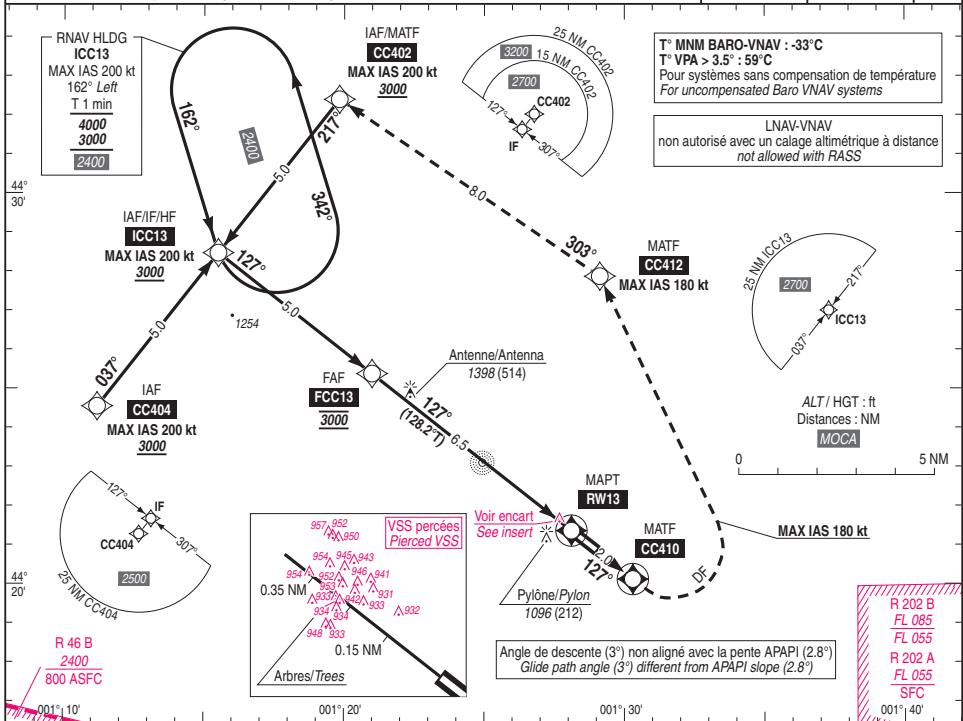 RNAV HLDG
ICC13
MAX IAS 200 kt
162° Left
T 1 min
4000
3000
2400
162°
2400
342°
IAF/MATF
CC402
MAX IAS 200 kt
3000
217°
5.0
25 NM CC402
3200
15 NM CC402
2700
CC402
127°
IF
307°
T° MNM BARO-VNAV : -33°C
T° VPA > 3.5° : 59°C
Pour systèmes sans compensation de température
For uncompensated Baro VNAV systems
LNAV-VNAV
non autorisé avec un calage altimétrique à distance
not allowed with RASS
44°
30'
8.0
303°
IAF/IF/HF
ICC13
MAX IAS 200 kt
3000
127°
5.0
MATF
CC412
MAX IAS 180 kt
25 NM ICC13
2700
217°
ICC13
037°
1254
5.0
037°
IAF
CC404
MAX IAS 200 kt
3000
FAF
FCC13
3000
Antenne/Antenna
1398 (514)
127°
(128.2°T)
6.5
ALT / HGT : ft
Distances : NM
MOCA
0
5 NM
127°
IF
CC404
307°
2500
25 NM CC404
MAPT
RW13
Voir encart
See insert
MATF
CC410
2.0
127°
DF
MAX IAS 180 kt
Pylône/Pylon
1096 (212)
VSS percées
Pierced VSS
957
952
950
954
945
943
954
952
946
941
953
931
933
942
933
934
934
932
948
933
0.35 NM
0.15 NM
Arbres/Trees
44°
20'
Angle de descente (3°) non aligné avec la pente APAPI (2.8°)
Glide path angle (3°) different from APAPI slope (2.8°)
R 46 B
2400
800 ASFC
R 202 B
FL 085
FL 055
R 202 A
FL 055
SFC
001° 10'
001° 20'
001° 30'
001° 40'